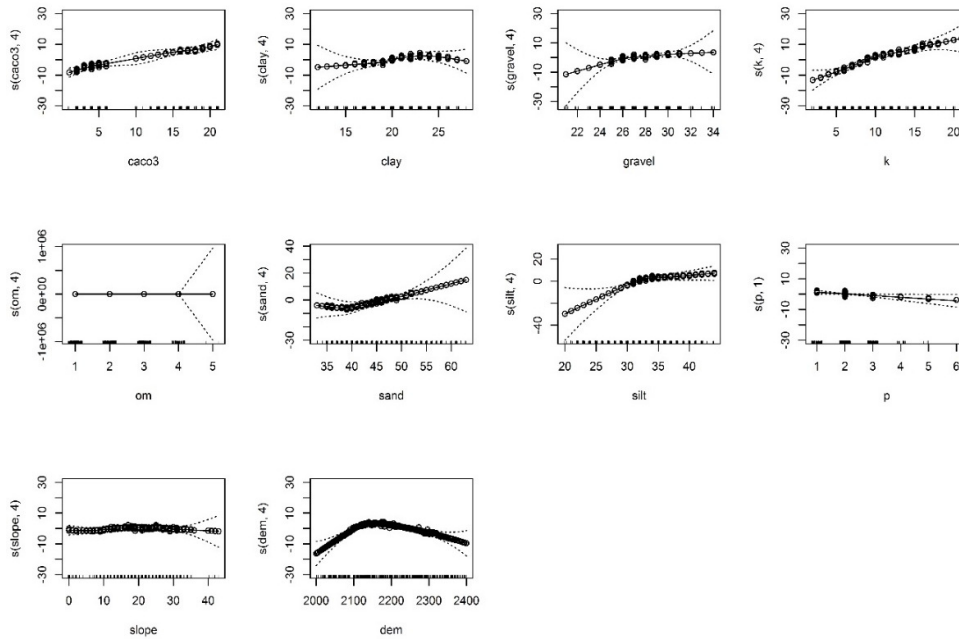 s(caco3, 4)
-30 -10 10 30
5 10 15 20
caco3
s(clay, 4)
-30 -10 10 30
15 20 25
clay
s(gravel, 4)
-30 -10 10 30
22 24 26 28 30 32 34
gravel
s(k, 4)
-30 -10 10 30
5 10 15 20
k
s(om, 4)
-1e+06 0e+00 1e+06
1 2 3 4 5
om
s(sand, 4)
-30 0 20 40
35 40 45 50 55 60
sand
s(silt, 4)
-40 0 20
20 25 30 35 40
silt
s(p, 1)
-30 -10 10 30
1 2 3 4 5 6
p
s(slope, 4)
-30 -10 10 30
0 10 20 30 40
slope
s(dem, 4)
-30 -10 10 30
2000 2100 2200 2300 2400
dem